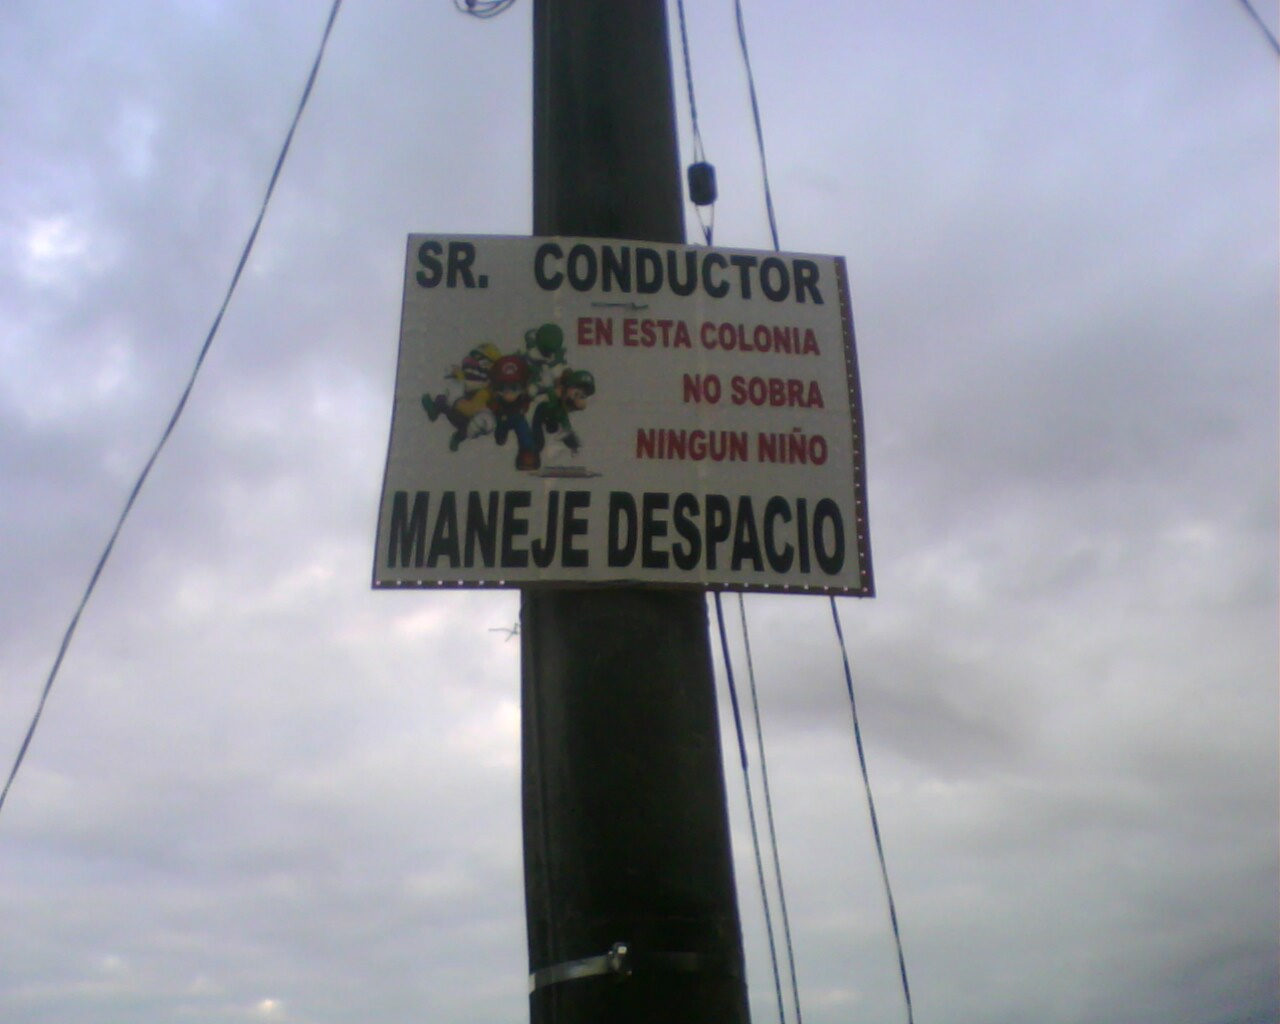 SR. CONDUCTOR
EN ESTA COLONIA
NO SOBRA
NINGUN NIÑO
MANEJE DESPACIO